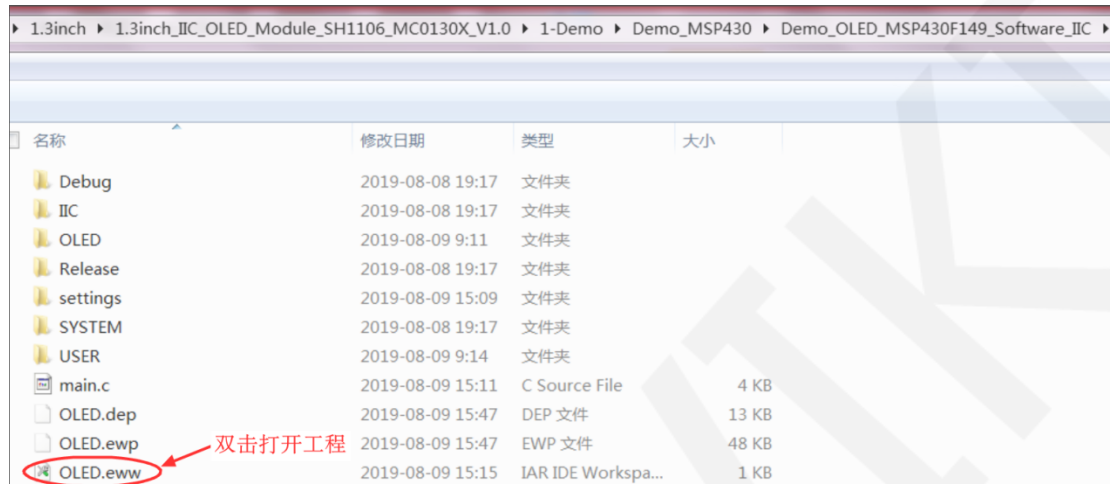 1.3inch ▸ 1.3inch_IIC_OLED_Module_SH1106_MC0130X_V1.0 ▸ 1-Demo ▸ Demo_MSP430 ▸ Demo_OLED_MSP430F149_Software_IIC
名称 修改日期 类型 大小
Debug 2019-08-08 19:17 文件夹
IIC 2019-08-08 19:17 文件夹
OLED 2019-08-09 9:11 文件夹
Release 2019-08-08 19:17 文件夹
settings 2019-08-09 15:09 文件夹
SYSTEM 2019-08-08 19:17 文件夹
USER 2019-08-09 9:14 文件夹
main.c 2019-08-09 15:11 C Source File 4 KB
OLED.dep 2019-08-09 15:47 DEP 文件 13 KB
OLED.ewp 双击打开工程 2019-08-09 15:47 EWP 文件 48 KB
OLED.eww 2019-08-09 15:15 IAR IDE Workspa... 1 KB